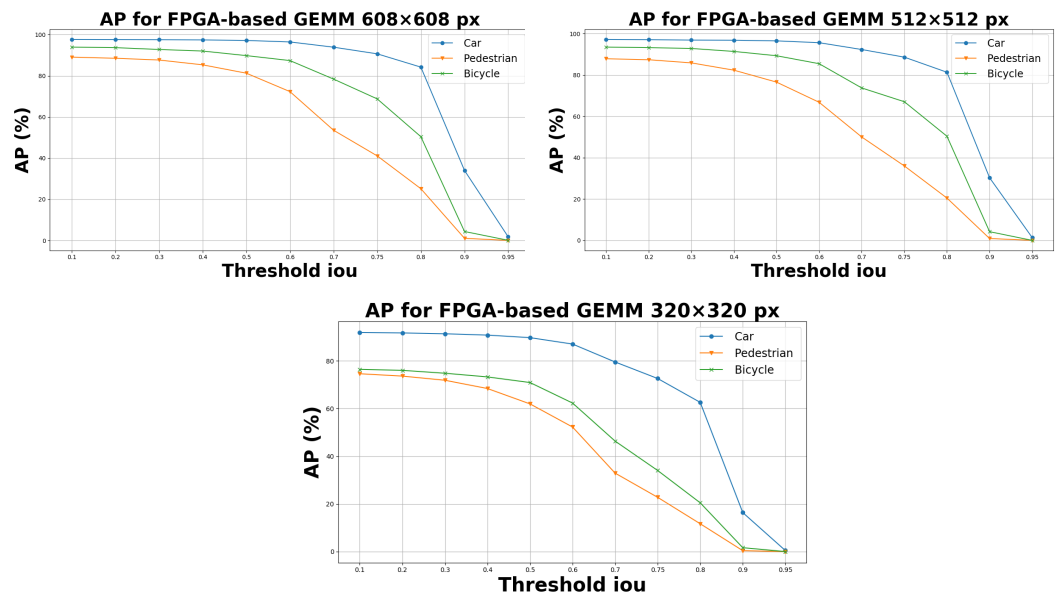 AP for FPGA-based GEMM 608×608 px
100
80
60
40
20
0
AP (%)
Car
Pedestrian
Bicycle
0.1 0.2 0.3 0.4 0.5 0.6 0.7 0.75 0.8 0.9 0.95
Threshold iou
AP for FPGA-based GEMM 512×512 px
100
80
60
40
20
0
AP (%)
Car
Pedestrian
Bicycle
0.1 0.2 0.3 0.4 0.5 0.6 0.7 0.75 0.8 0.9 0.95
Threshold iou
AP for FPGA-based GEMM 320×320 px
80
60
40
20
0
AP (%)
Car
Pedestrian
Bicycle
0.1 0.2 0.3 0.4 0.5 0.6 0.7 0.75 0.8 0.9 0.95
Threshold iou